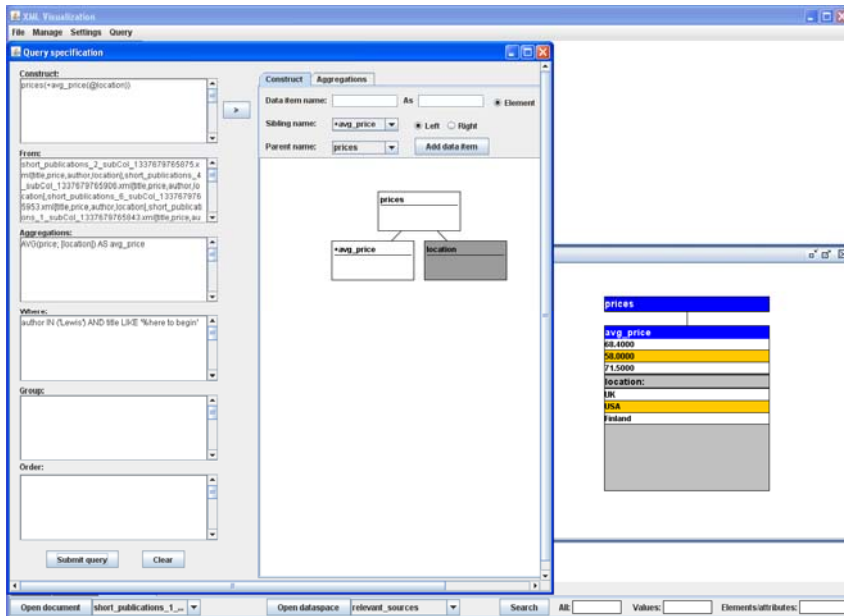 XML Visualization
File Manage Settings Query
Query specification
Construct:
prices(+avg_price(@location))
>
From:
short_publications_2_subCol_1337679765875.x
ml@title,price,author,location|,short_publications_4
_subCol_1337679765906.xml@title,price,author,lo
cation|,short_publications_6_subCol_133767976
5953.xml@title,price,author,location|,short_publicati
ons_1_subCol_1337679765843.xml@title,price,au
Aggregations:
AVG(price; [location]) AS avg_price
Where:
author IN ('Lewis') AND title LIKE '%here to begin'
Group:
Order:
Submit query
Clear
Construct
Aggregations
Data item name:
As
Element
Sibling name:
+avg_price
Left
Right
Parent name:
prices
Add data item
prices
+avg_price
location
prices
avg_price
68.4000
58.0000
71.5000
location:
UK
USA
Finland
Open document
short_publications_1_...
Open dataspace
relevant_sources
Search
All:
Values:
Elements/attributes: